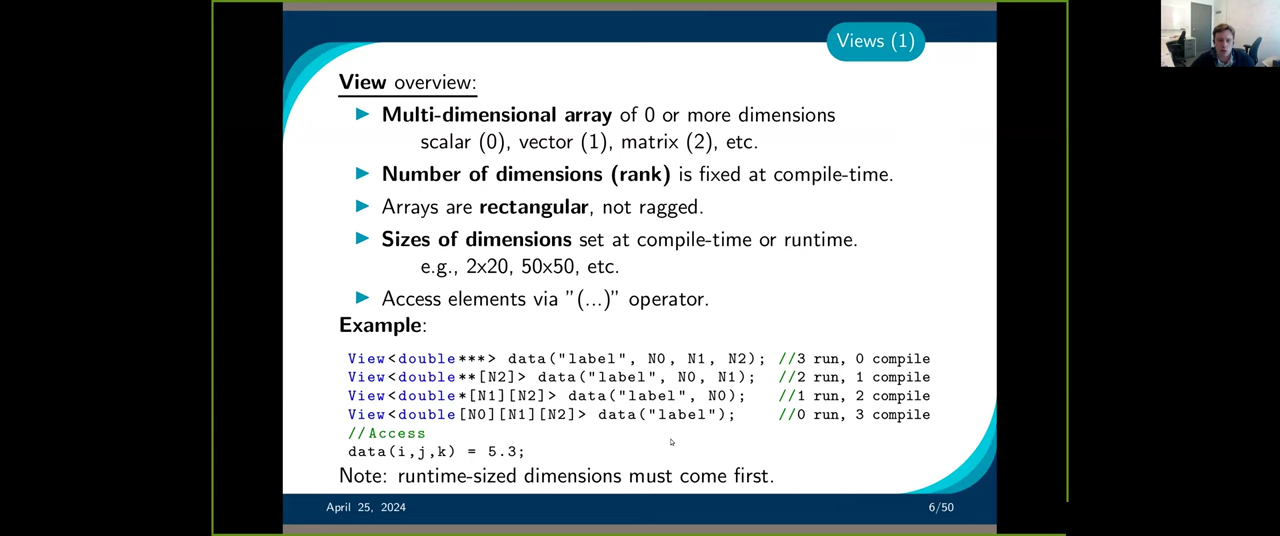 Views (1)
View overview:
Multi-dimensional array of 0 or more dimensions
scalar (0), vector (1), matrix (2), etc.
Number of dimensions (rank) is fixed at compile-time.
Arrays are rectangular, not ragged.
Sizes of dimensions set at compile-time or runtime.
e.g., 2x20, 50x50, etc.
Access elements via "(...)" operator.
Example:
View<double***> data("label", N0, N1, N2); //3 run, 0 compile
View<double**[N2]> data("label", N0, N1); //2 run, 1 compile
View<double*[N1][N2]> data("label", N0); //1 run, 2 compile
View<double[N0][N1][N2]> data("label"); //0 run, 3 compile
//Access
data(i,j,k) = 5.3;
Note: runtime-sized dimensions must come first.
April 25, 2024
6/50